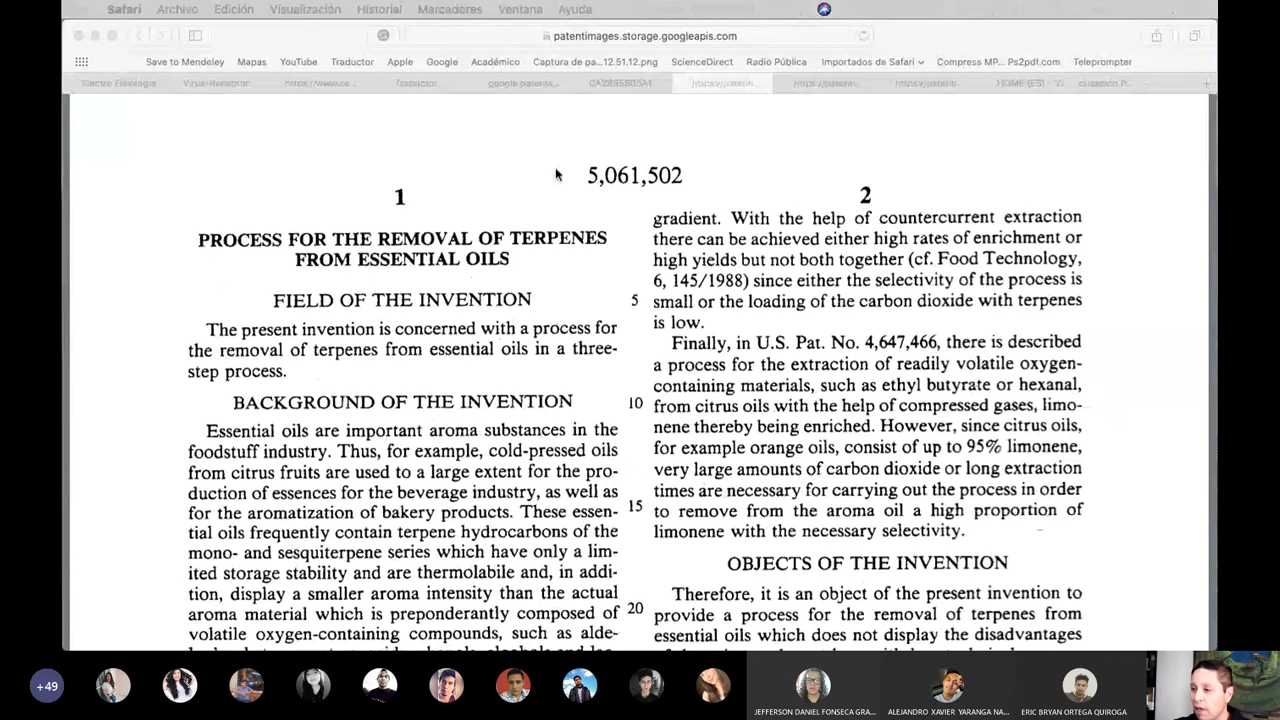 Safari Archivo Edición Visualización Historial Marcadores Ventana Ayuda
patentimages.storage.googleapis.com
Save to Mendeley Mapas YouTube Traductor Apple Google Académico Captura de pa...12.51.12.png ScienceDirect Radio Pública Importados de Safari Compress MP... Ps2pdf.com Teleprompter
Electro Fisiología google.patents... CA2895805A1 HOME (ES)
5,061,502
1
PROCESS FOR THE REMOVAL OF TERPENES
FROM ESSENTIAL OILS
FIELD OF THE INVENTION
The present invention is concerned with a process for
the removal of terpenes from essential oils in a three-
step process.
BACKGROUND OF THE INVENTION
Essential oils are important aroma substances in the
foodstuff industry. Thus, for example, cold-pressed oils
from citrus fruits are used to a large extent for the pro-
duction of essences for the beverage industry, as well as
for the aromatization of bakery products. These essen-
tial oils frequently contain terpene hydrocarbons of the
mono- and sesquiterpene series which have only a lim-
ited storage stability and are thermolabile and, in addi-
tion, display a smaller aroma intensity than the actual
aroma material which is preponderantly composed of
volatile oxygen-containing compounds, such as alde-
5
10
15
20
2
gradient. With the help of countercurrent extraction
there can be achieved either high rates of enrichment or
high yields but not both together (cf. Food Technology,
6, 145/1988) since either the selectivity of the process is
small or the loading of the carbon dioxide with terpenes
is low.
Finally, in U.S. Pat. No. 4,647,466, there is described
a process for the extraction of readily volatile oxygen-
containing materials, such as ethyl butyrate or hexanal,
from citrus oils with the help of compressed gases, limo-
nene thereby being enriched. However, since citrus oils,
for example orange oils, consist of up to 95% limonene,
very large amounts of carbon dioxide or long extraction
times are necessary for carrying out the process in order
to remove from the aroma oil a high proportion of
limonene with the necessary selectivity.
OBJECTS OF THE INVENTION
Therefore, it is an object of the present invention to
provide a process for the removal of terpenes from
essential oils which does not display the disadvantages
+49
JEFFERSON DANIEL FONSECA GRA...
ALEJANDRO XAVIER YARANGA NA...
ERIC BRYAN ORTEGA QUIROGA